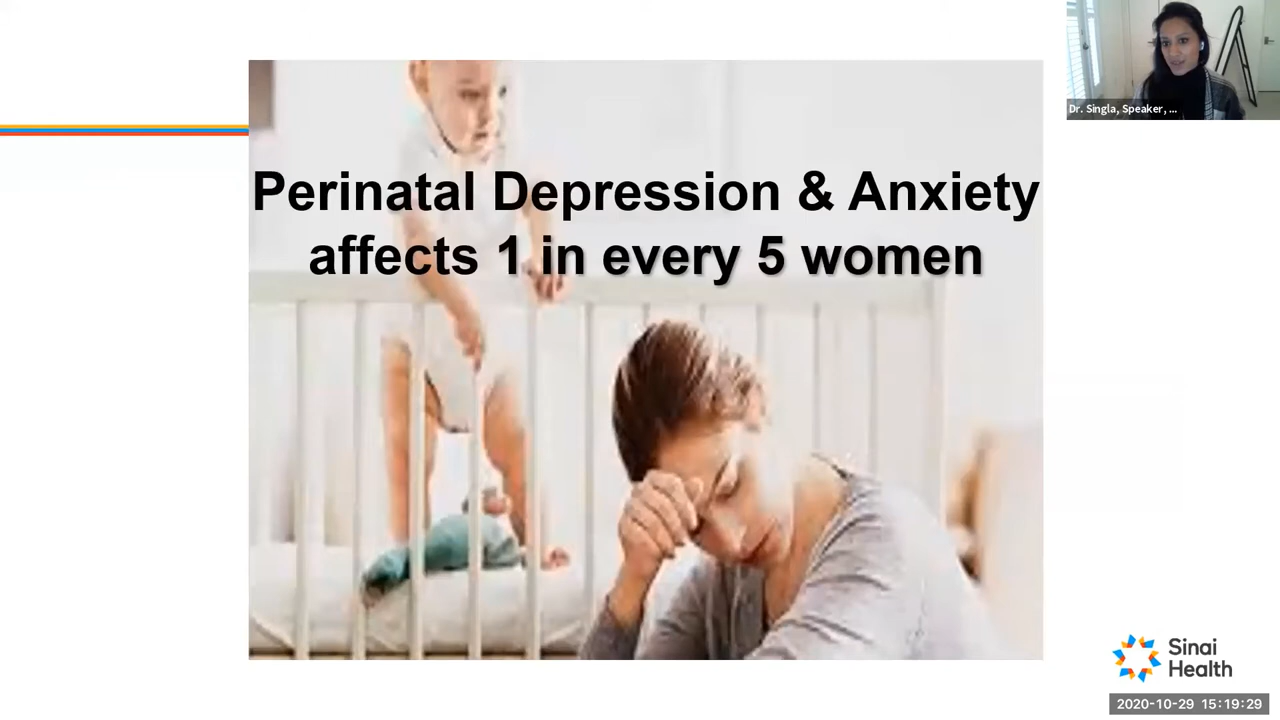 Dr. Singla, Speaker, ...
Perinatal Depression & Anxiety
affects 1 in every 5 women
Sinai
Health
2020-10-29 15:19:29